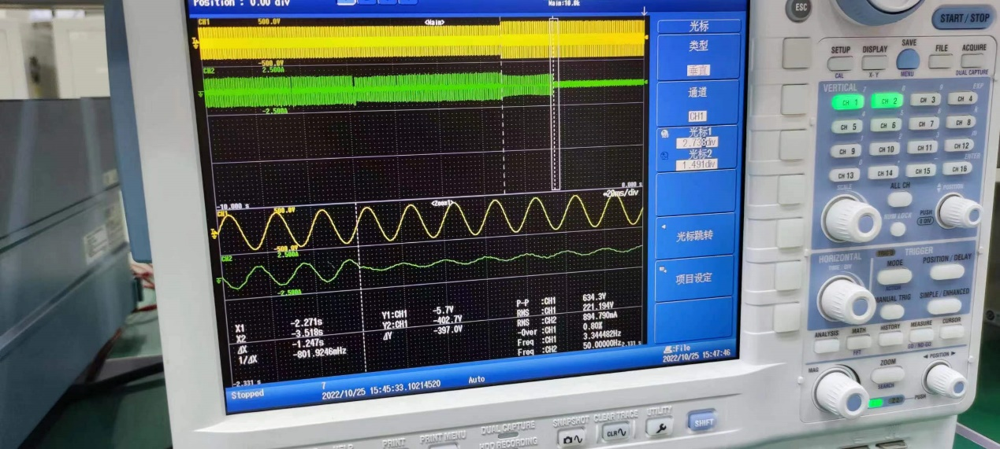 Position : 0.00 div
Main:10.0k
CH1 500.0V <Main>
-500.0V
CH2 2.500A
-2.500A
-10.000 s
0.000 s
20ms/div
CH1 500.0V <Zoom1>
-500.0V
CH2 2.500A
-2.500A
X1 -2.271s
X2 -3.518s
ΔX -1.247s
1/ΔX -801.9246mHz
Y1:CH1 -5.7V
Y2:CH1 -402.7V
ΔY -397.0V
P-P :CH1 634.3V
RMS :CH1 221.194V
RMS :CH2 894.790mA
-Over :CH1 0.80%
Freq :CH1 3.344482Hz
Freq :CH2 50.00000Hz
-2.331 s
-2.131 s
Stopped
7
2022/10/25 15:45:33.10214520
Auto
File
2022/10/25 15:47:46
光标
类型
垂直
通道
CH1
光标1
2.738div
光标2
1.491div
光标跳转
项目设定
ESC
START / STOP
SETUP
CAL
DISPLAY
X-Y
SAVE
MENU
FILE
ACQUIRE
DUAL CAPTURE
VERTICAL
EXP
CH 1
CH 2
CH 3
CH 4
CH 5
CH 6
CH 7
CH 8
CH 9
CH 10
CH 11
CH 12
ENTER
CH 13
CH 14
CH 15
CH 16
SCALE
ALL CH
POSITION
NUM LOCK
PUSH
0 DIV
HORIZONTAL
TIME / DIV
TRIG'D
TRIGGER
MODE
POSITION / DELAY
MANUAL TRIG
SIMPLE / ENHANCED
ANALYSIS
MATH
FFT
HISTORY
MEASURE
GO / NO-GO
CURSOR
MAG
ZOOM
SEARCH
POSITION
PUSH
HELP
PRINT
PRINT MENU
DUAL CAPTURE
HDD RECORDING
SNAPSHOT
CLEAR TRACE
CLR
UTILITY
SHIFT